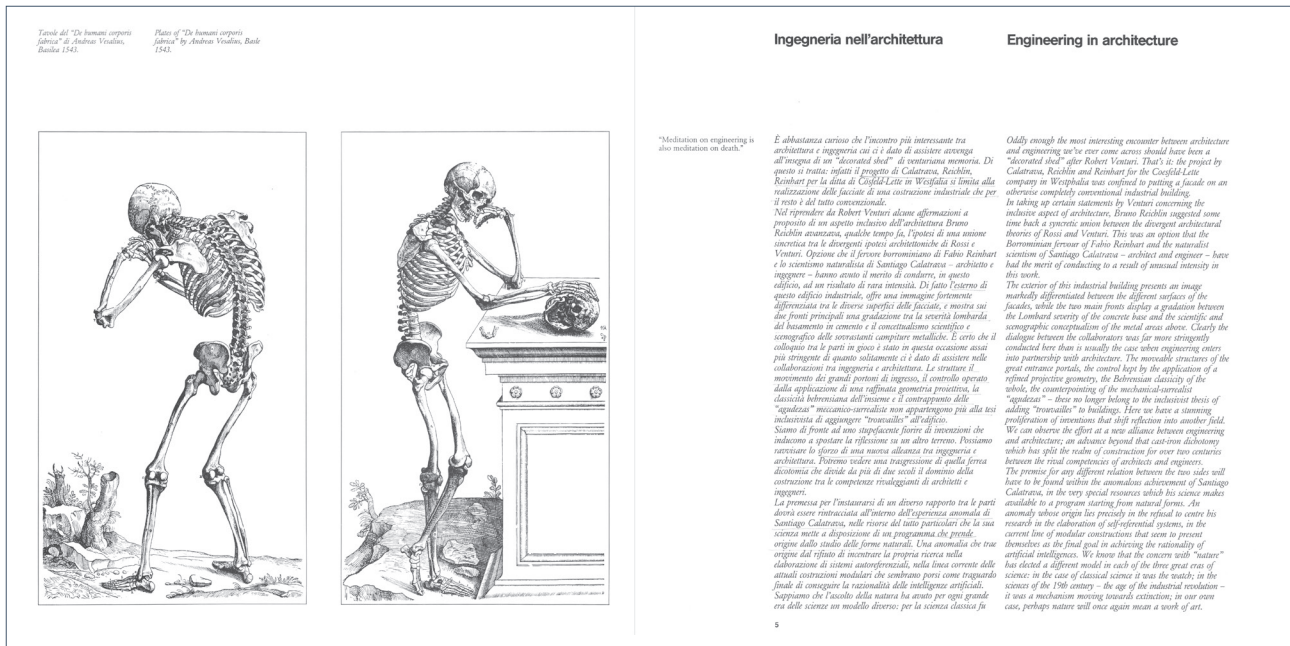 Tavole del "De humani corporis
fabrica" di Andreas Vesalius,
Basilea 1543.
Plates of "De humani corporis
fabrica" by Andreas Vesalius, Basle
1543.
Ingegneria nell'architettura
Engineering in architecture
"Meditation on engineering is
also meditation on death."
È abbastanza curioso che l'incontro più interessante tra
architettura e ingegneria cui ci è dato di assistere avvenga
all'insegna di un "decorated shed" di venturiana memoria. Di
questo si tratta: infatti il progetto di Calatrava, Reichlin,
Reinhart per la ditta di Cösfeld-Lette in Westfalia si limita alla
realizzazione delle facciate di una costruzione industriale che per
il resto è del tutto convenzionale.
Nel riprendere da Robert Venturi alcune affermazioni a
proposito di un aspetto inclusivo dell'architettura Bruno
Reichlin avanzava, qualche tempo fa, l'ipotesi di una unione
sincretica tra le divergenti ipotesi architettoniche di Rossi e
Venturi. Opzione che il fervore borrominiano di Fabio Reinhart
e lo scientismo naturalista di Santiago Calatrava – architetto e
ingegnere – hanno avuto il merito di condurre, in questo
edificio, ad un risultato di rara intensità. Di fatto l'esterno di
questo edificio industriale, offre una immagine fortemente
differenziata tra le diverse superfici delle facciate, e mostra sui
due fronti principali una gradazione tra la severità lombarda
del basamento in cemento e il concettualismo scientifico e
scenografico delle sovrastanti campiture metalliche. È certo che il
colloquio tra le parti in gioco è stato in questa occasione assai
più stringente di quanto solitamente ci è dato di assistere nelle
collaborazioni tra ingegneria e architettura. Le strutture il
movimento dei grandi portoni di ingresso, il controllo operato
dalla applicazione di una raffinata geometria proiettiva, la
classicità behrensiana dell'insieme e il contrappunto delle
"agudezas" meccanico-surrealiste non appartengono più alla tesi
inclusivista di aggiungere "trouvailles" all'edificio.
Siamo di fronte ad uno stupefacente fiorire di invenzioni che
inducono a spostare la riflessione su un altro terreno. Possiamo
ravvisare lo sforzo di una nuova alleanza tra ingegneria e
architettura. Potremo vedere una trasgressione di quella ferrea
dicotomia che divide da più di due secoli il dominio della
costruzione tra le competenze rivaleggianti di architetti e
ingegneri.
La premessa per l'instaurarsi di un diverso rapporto tra le parti
dovrà essere rintracciata all'interno dell'esperienza anomala di
Santiago Calatrava, nelle risorse del tutto particolari che la sua
scienza mette a disposizione di un programma che prende
origine dallo studio delle forme naturali. Una anomalia che trae
origine dal rifiuto di incentrare la propria ricerca nella
elaborazione di sistemi autoreferenziali, nella linea corrente delle
attuali costruzioni modulari che sembrano porsi come traguardo
finale di conseguire la razionalità delle intelligenze artificiali.
Sappiamo che l'ascolto della natura ha avuto per ogni grande
era delle scienze un modello diverso: per la scienza classica fu
Oddly enough the most interesting encounter between architecture
and engineering we've ever come across should have been a
"decorated shed" after Robert Venturi. That's it: the project by
Calatrava, Reichlin and Reinhart for the Coesfeld-Lette
company in Westphalia was confined to putting a facade on an
otherwise completely conventional industrial building.
In taking up certain statements by Venturi concerning the
inclusive aspect of architecture, Bruno Reichlin suggested some
time back a syncretic union between the divergent architectural
theories of Rossi and Venturi. This was an option that the
Borrominian fervour of Fabio Reinhart and the naturalist
scientism of Santiago Calatrava – architect and engineer – have
had the merit of conducting to a result of unusual intensity in
this work.
The exterior of this industrial building presents an image
markedly differentiated between the different surfaces of the
facades, while the two main fronts display a gradation between
the Lombard severity of the concrete base and the scientific and
scenographic conceptualism of the metal areas above. Clearly the
dialogue between the collaborators was far more stringently
conducted here than is usually the case when engineering enters
into partnership with architecture. The moveable structures of the
great entrance portals, the control kept by the application of a
refined projective geometry, the Behrensian classicity of the
whole, the counterpointing of the mechanical-surrealist
"agudezas" – these no longer belong to the inclusivist thesis of
adding "trouvailles" to buildings. Here we have a stunning
proliferation of inventions that shift reflection into another field.
We can observe the effort at a new alliance between engineering
and architecture; an advance beyond that cast-iron dichotomy
which has split the realm of construction for over two centuries
between the rival competencies of architects and engineers.
The premise for any different relation between the two sides will
have to be found within the anomalous achievement of Santiago
Calatrava, in the very special resources which his science makes
available to a program starting from natural forms. An
anomaly whose origin lies precisely in the refusal to centre his
research in the elaboration of self-referential systems, in the
current line of modular constructions that seem to present
themselves as the final goal in achieving the rationality of
artificial intelligences. We know that the concern with "nature"
has elected a different model in each of the three great eras of
science: in the case of classical science it was the watch; in the
sciences of the 19th century – the age of the industrial revolution –
it was a mechanism moving towards extinction; in our own
case, perhaps nature will once again mean a work of art.
5